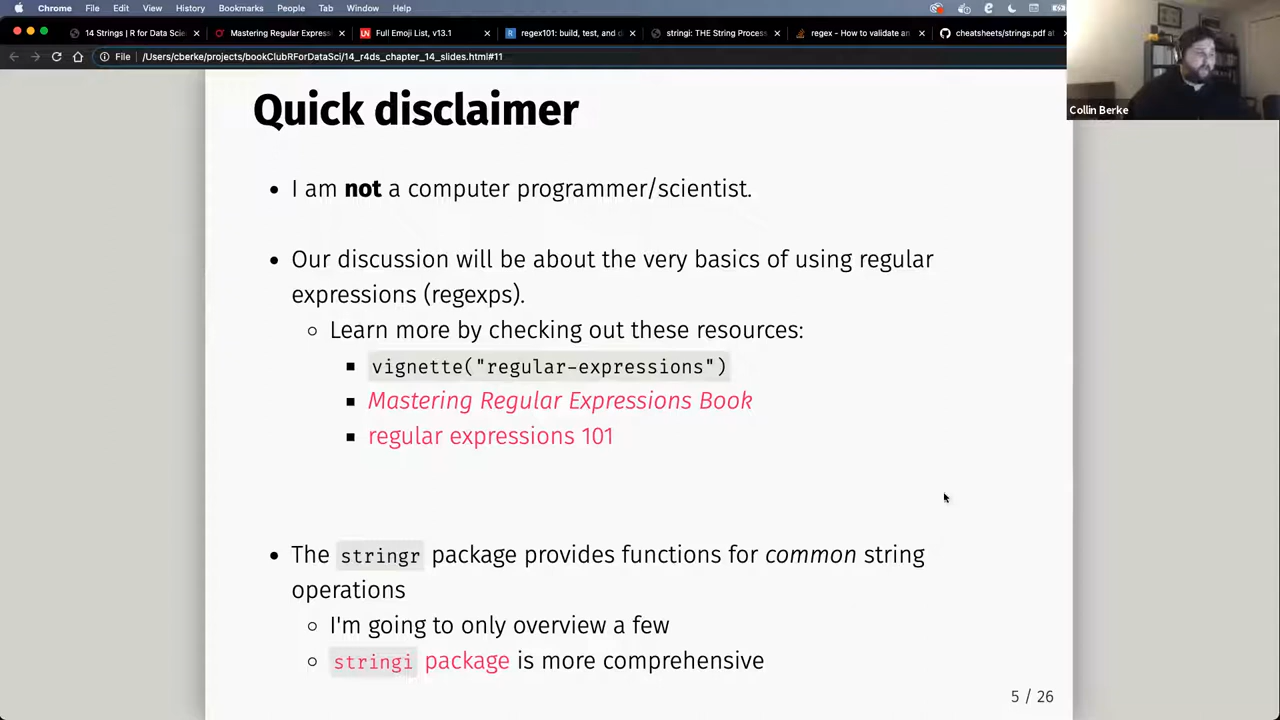 Chrome File Edit View History Bookmarks People Tab Window Help
14 Strings | R for Data Scien
Mastering Regular Express
Full Emoji List, v13.1
regex101: build, test, and d
stringi: THE String Process
regex - How to validate an
cheatsheets/strings.pdf at
File /Users/cberke/projects/bookClubRForDataSci/14_r4ds_chapter_14_slides.html#11
Collin Berke
Quick disclaimer
I am not a computer programmer/scientist.
Our discussion will be about the very basics of using regular
expressions (regexps).
Learn more by checking out these resources:
vignette("regular-expressions")
Mastering Regular Expressions Book
regular expressions 101
The stringr package provides functions for common string
operations
I'm going to only overview a few
stringi package is more comprehensive
5 / 26